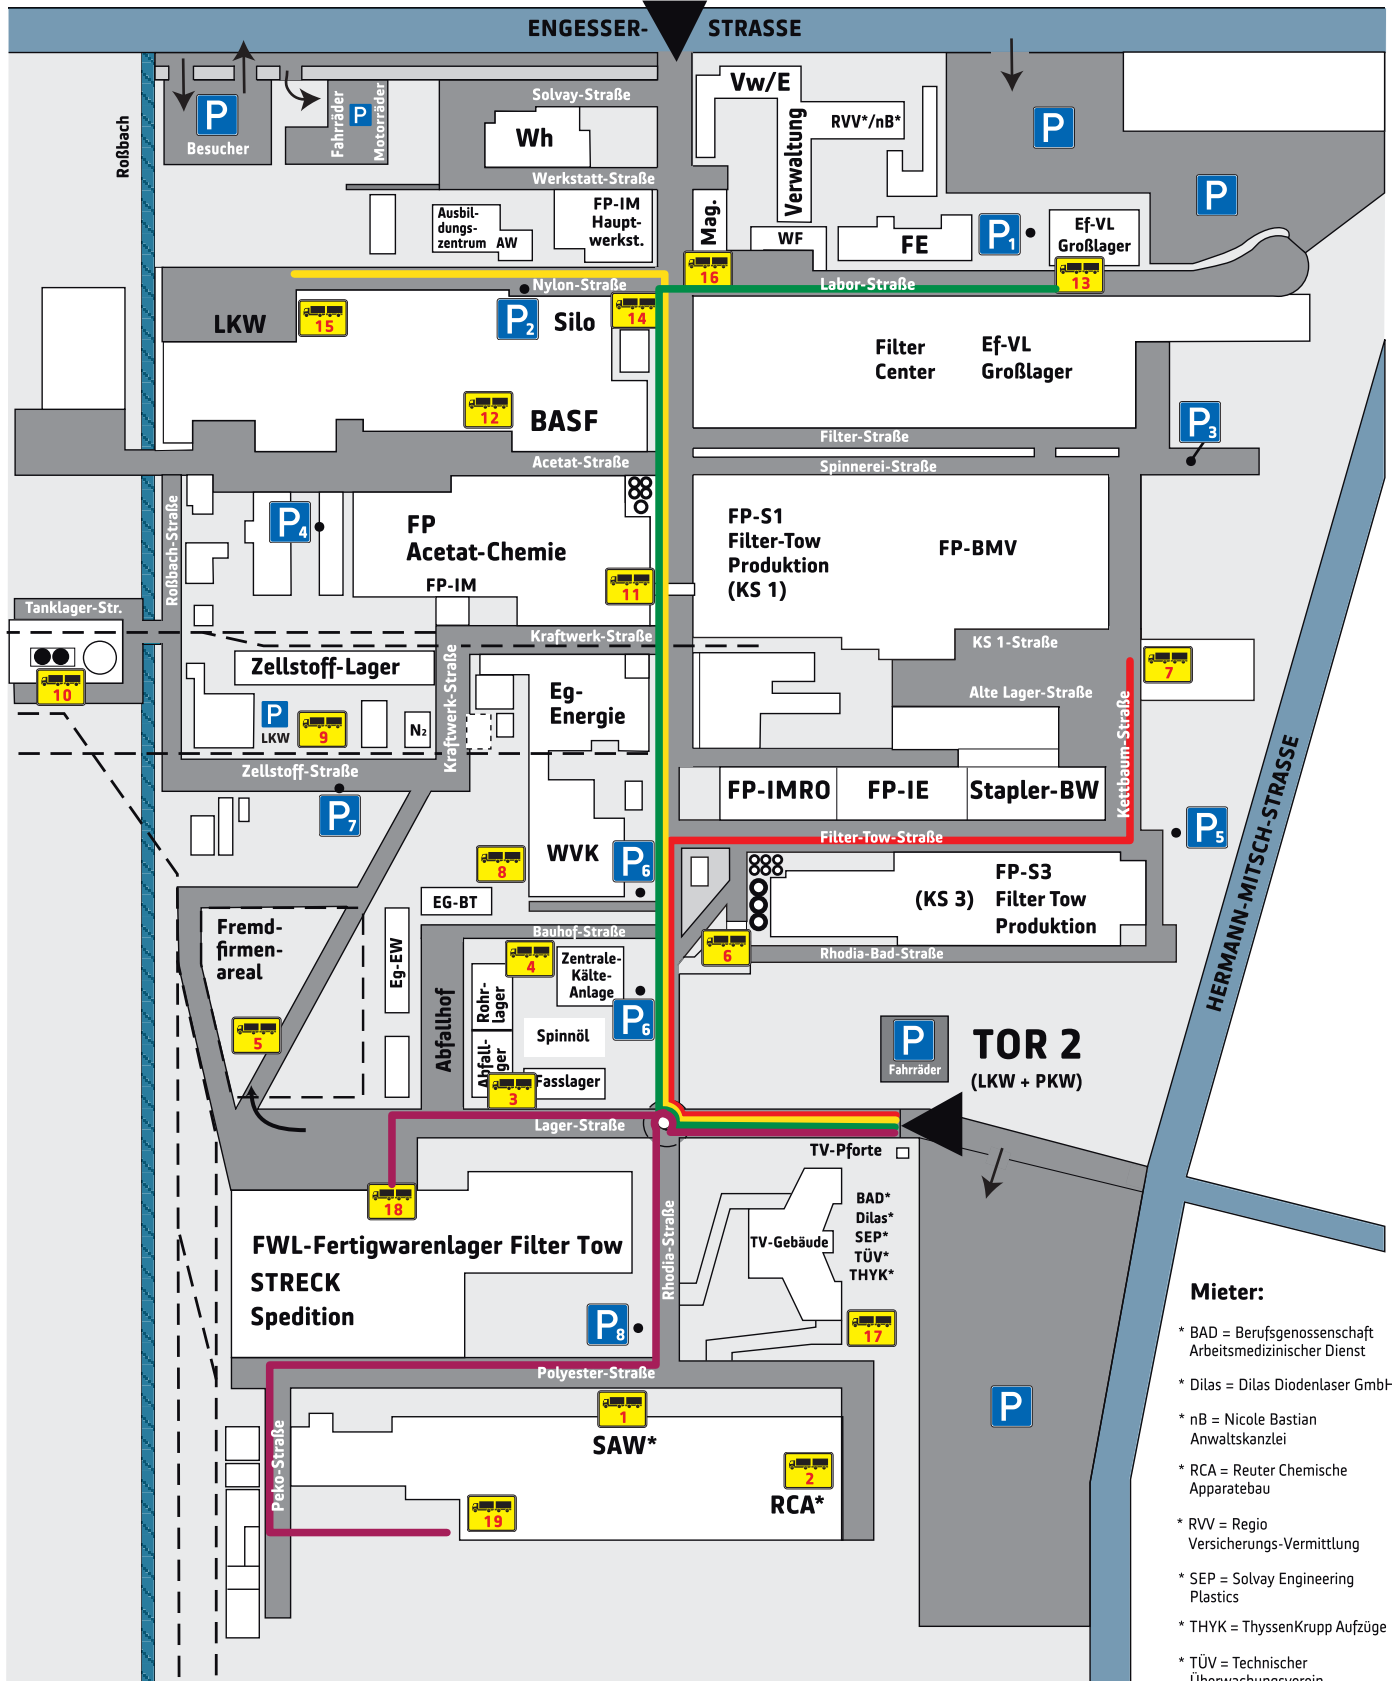 ENGESSER- STRASSE
Roßbach
P
Besucher
Fahrräder
P
Motorräder
Solvay-Straße
Wh
Werkstatt-Straße
Ausbil-
dungs-
zentrum AW
FP-IM
Haupt-
werkst.
Vw/E
Verwaltung
RVV*/nB*
Mag.
WF
FE
P1
Ef-VL
Großlager
P
P
16
13
Labor-Straße
Nylon-Straße
LKW
15
P2
Silo
14
12
BASF
Filter
Center
Ef-VL
Großlager
Filter-Straße
Spinnerei-Straße
P3
Acetat-Straße
Roßbach-Straße
P4
FP
Acetat-Chemie
FP-IM
11
FP-S1
Filter-Tow
Produktion
(KS 1)
FP-BMV
Tanklager-Str.
10
Kraftwerk-Straße
Zellstoff-Lager
Kraftwerk-Straße
P
LKW
9
N2
Eg-
Energie
KS 1-Straße
Alte Lager-Straße
7
Kettbaum-Straße
Zellstoff-Straße
P7
FP-IMRO
FP-IE
Stapler-BW
Filter-Tow-Straße
P5
HERMANN-MITSCH-STRASSE
8
WVK
P6
EG-BT
FP-S3
(KS 3) Filter Tow
Produktion
Rhodia-Bad-Straße
6
Fremd-
firmen-
areal
5
Eg-EW
Bauhof-Straße
Abfallhof
4
Rohr-
lager
Zentrale-
Kälte-
Anlage
P6
Spinnöl
Abfall-
ger
3
Fasslager
P
Fahrräder
TOR 2
(LKW + PKW)
Lager-Straße
TV-Pforte
18
FWL-Fertigwarenlager Filter Tow
STRECK
Spedition
P8
Rhodia-Straße
TV-Gebäude
BAD*
Dilas*
SEP*
TÜV*
THYK*
17
Polyester-Straße
Peko-Straße
1
SAW*
2
RCA*
19
P
Mieter:
* BAD = Berufsgenossenschaft
Arbeitsmedizinischer Dienst
* Dilas = Dilas Diodenlaser GmbH
* nB = Nicole Bastian
Anwaltskanzlei
* RCA = Reuter Chemische
Apparatebau
* RVV = Regio
Versicherungs-Vermittlung
* SEP = Solvay Engineering
Plastics
* THYK = ThyssenKrupp Aufzüge
* TÜV = Technischer
Überwachungsverein